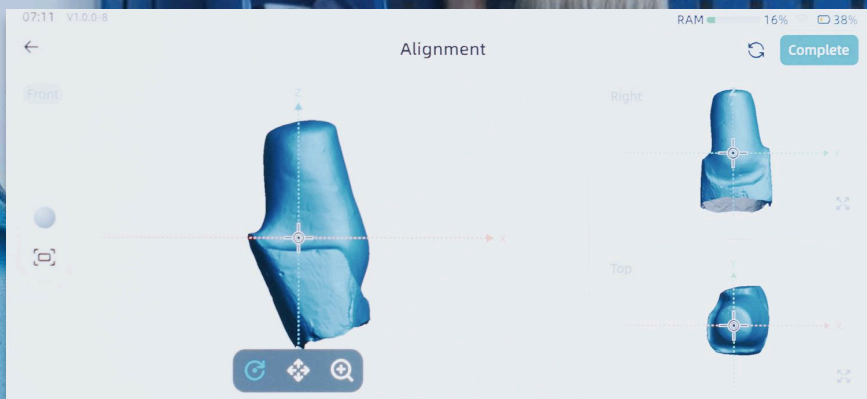 07:11 V1.0.0-8 RAM 16% 38%
Alignment
Complete
Front
Z
X
Right
Top
Y
X